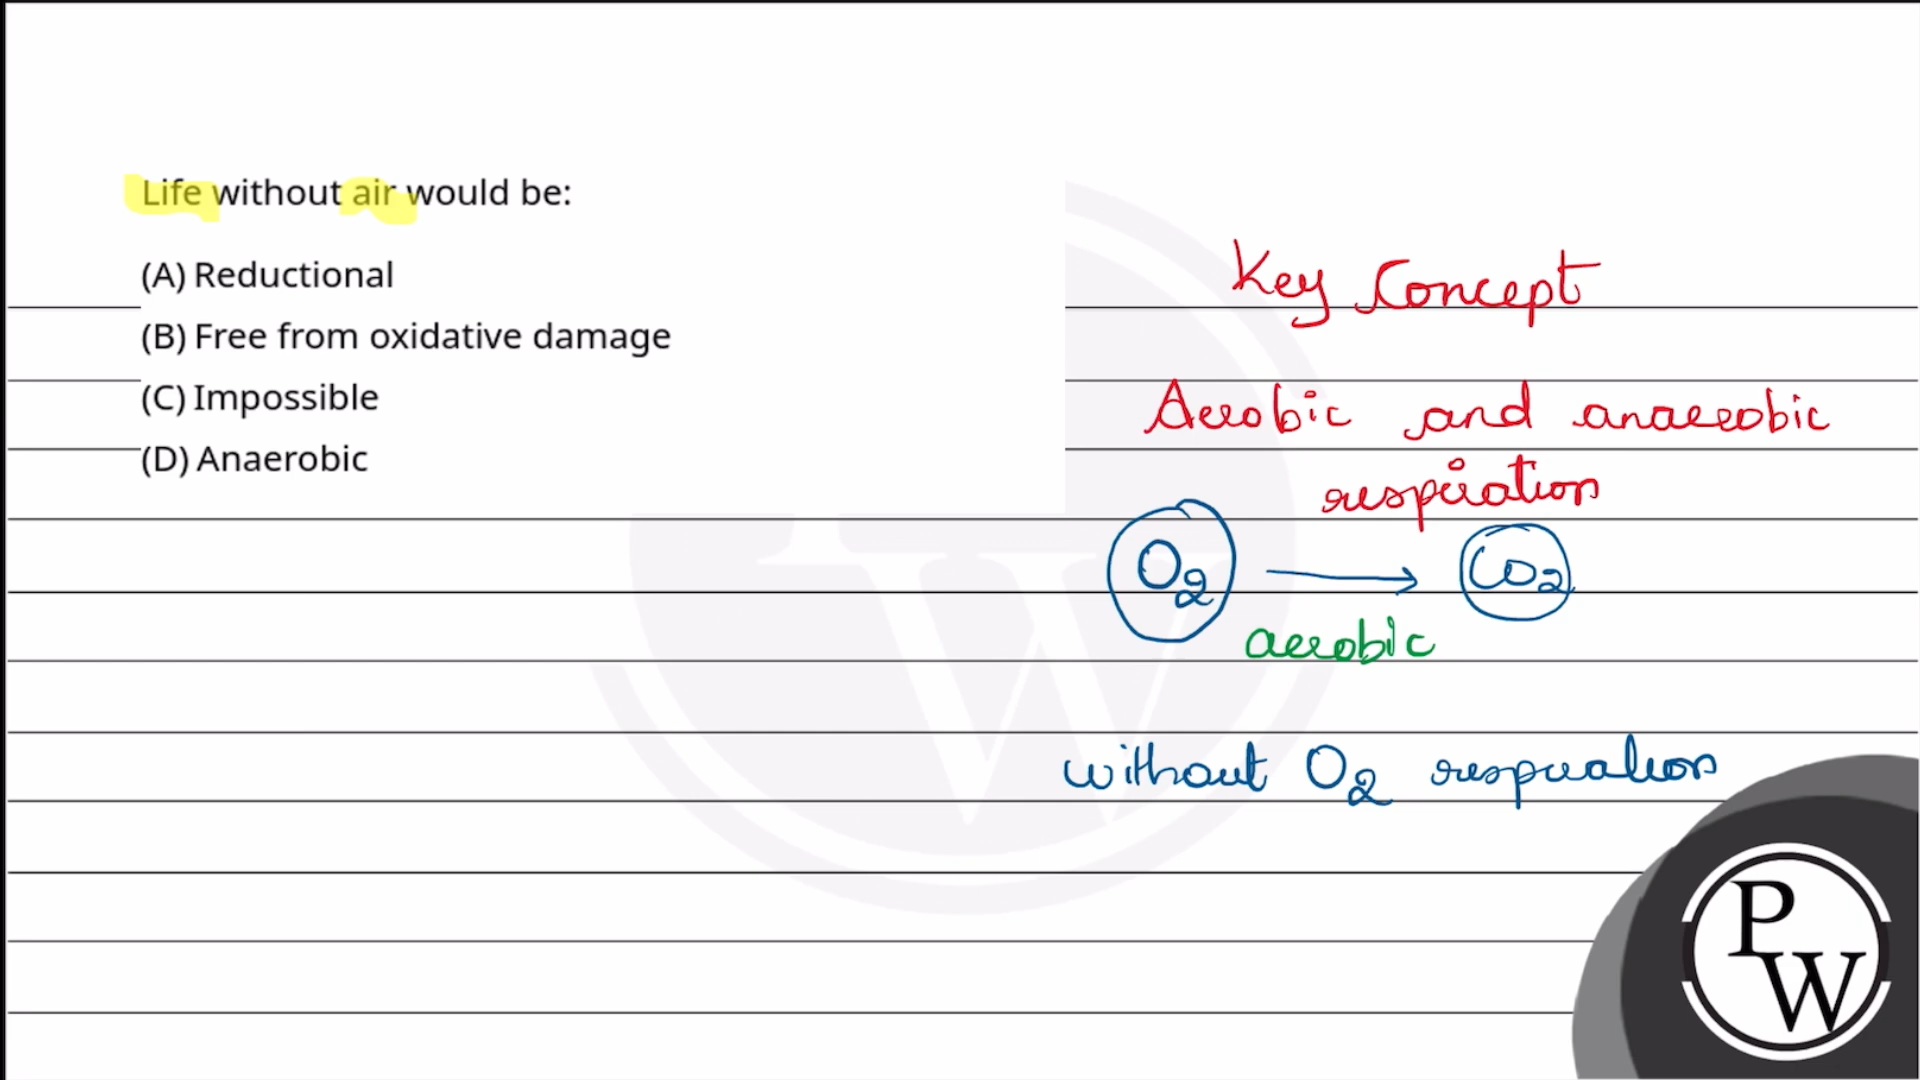 Life without air would be:
(A) Reductional
(B) Free from oxidative damage
(C) Impossible
(D) Anaerobic
Key Concept
Aerobic and anaerobic
respiration
O₂ → CO₂
aerobic
without O₂ respiration
W
P
W